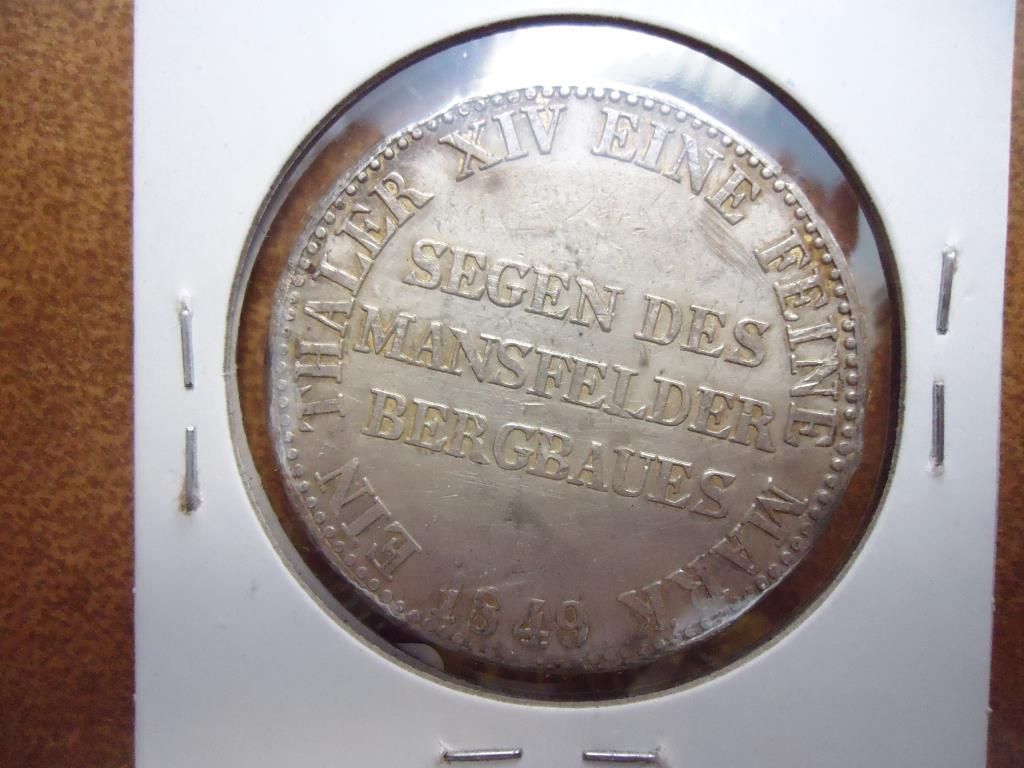 EIN THALER XIV EINE FEINE MARK
SEGEN DES
MANSFELDER
BERGBAUES
1849